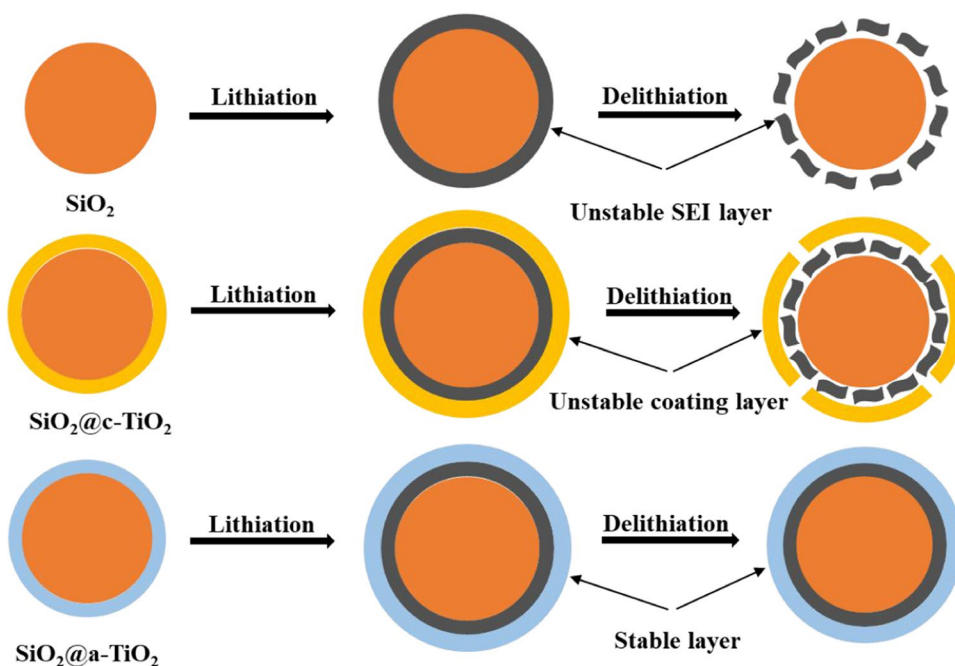 Lithiation
Delithiation
SiO₂
Unstable SEI layer
Lithiation
Delithiation
SiO₂@c-TiO₂
Unstable coating layer
Lithiation
Delithiation
SiO₂@a-TiO₂
Stable layer